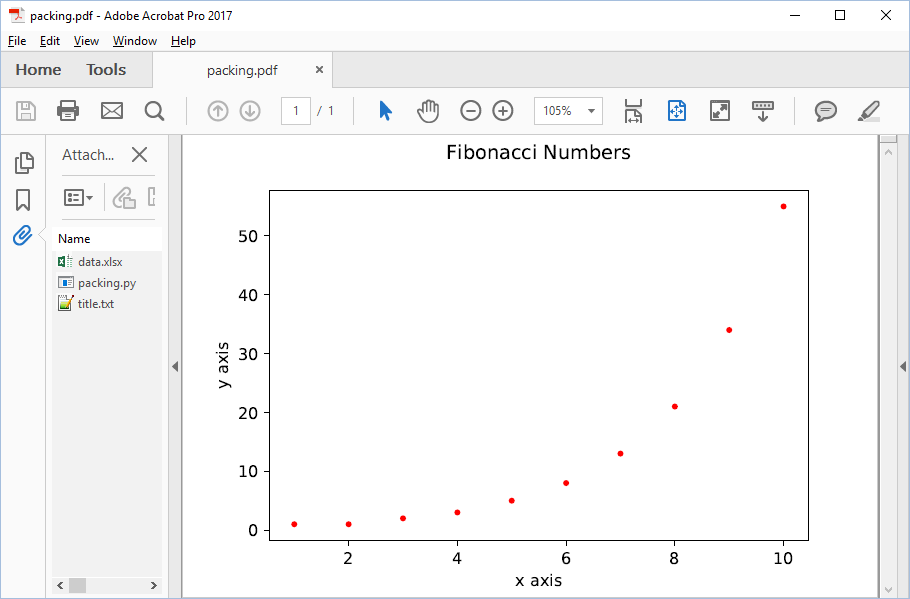 packing.pdf - Adobe Acrobat Pro 2017
File Edit View Window Help
Home Tools packing.pdf ×
1 / 1 105%
Attach...
Name
data.xlsx
packing.py
title.txt
Fibonacci Numbers
50
40
30
20
10
0
y axis
2 4 6 8 10
x axis